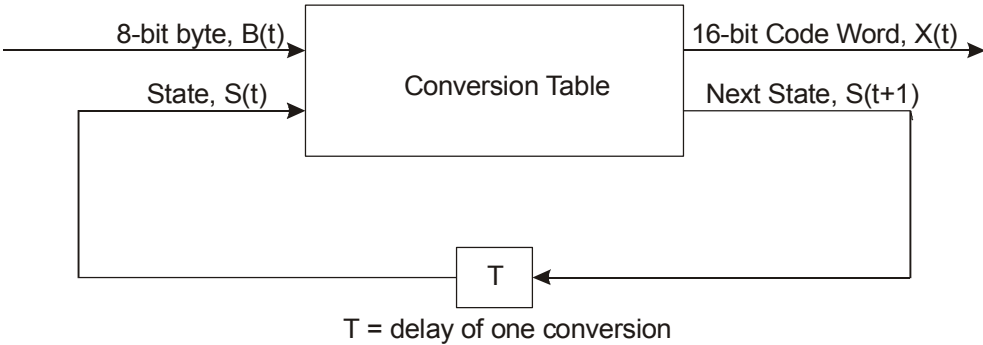 8-bit byte, B(t)
16-bit Code Word, X(t)
Conversion Table
State, S(t)
Next State, S(t+1)
T
T = delay of one conversion